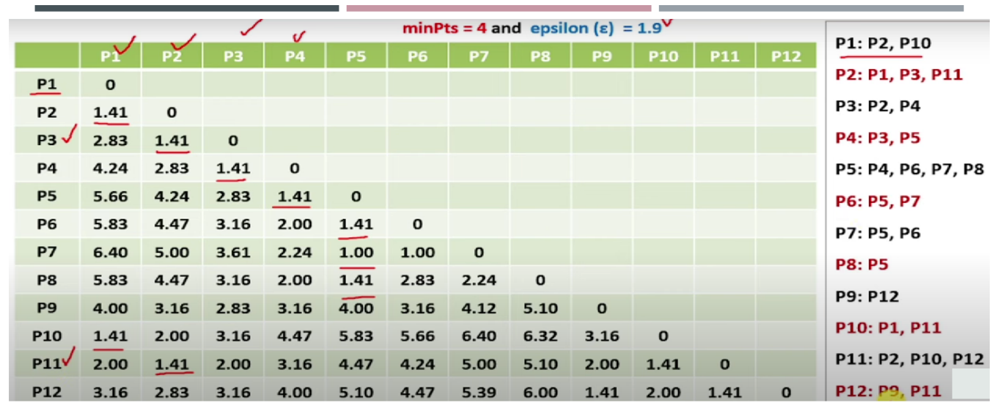 minPts = 4 and epsilon (ε) = 1.9
P1 P2 P3 P4 P5 P6 P7 P8 P9 P10 P11 P12
P1 0
P2 1.41 0
P3 2.83 1.41 0
P4 4.24 2.83 1.41 0
P5 5.66 4.24 2.83 1.41 0
P6 5.83 4.47 3.16 2.00 1.41 0
P7 6.40 5.00 3.61 2.24 1.00 1.00 0
P8 5.83 4.47 3.16 2.00 1.41 2.83 2.24 0
P9 4.00 3.16 2.83 3.16 4.00 3.16 4.12 5.10 0
P10 1.41 2.00 3.16 4.47 5.83 5.66 6.40 6.32 3.16 0
P11 2.00 1.41 2.00 3.16 4.47 4.24 5.00 5.10 2.00 1.41 0
P12 3.16 2.83 3.16 4.00 5.10 4.47 5.39 6.00 1.41 2.00 1.41 0
P1: P2, P10
P2: P1, P3, P11
P3: P2, P4
P4: P3, P5
P5: P4, P6, P7, P8
P6: P5, P7
P7: P5, P6
P8: P5
P9: P12
P10: P1, P11
P11: P2, P10, P12
P12: P9, P11